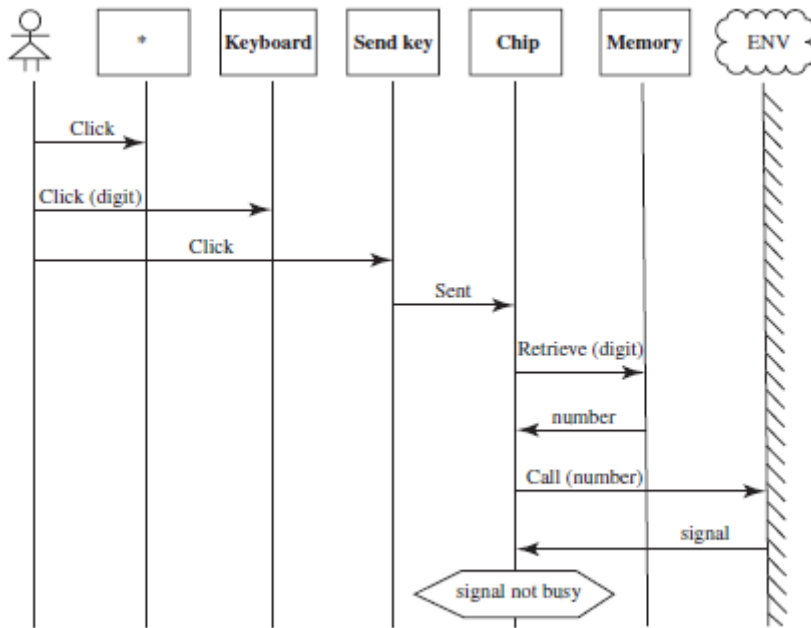 *
Keyboard
Send key
Chip
Memory
ENV
Click
Click (digit)
Click
Sent
Retrieve (digit)
number
Call (number)
signal
signal not busy